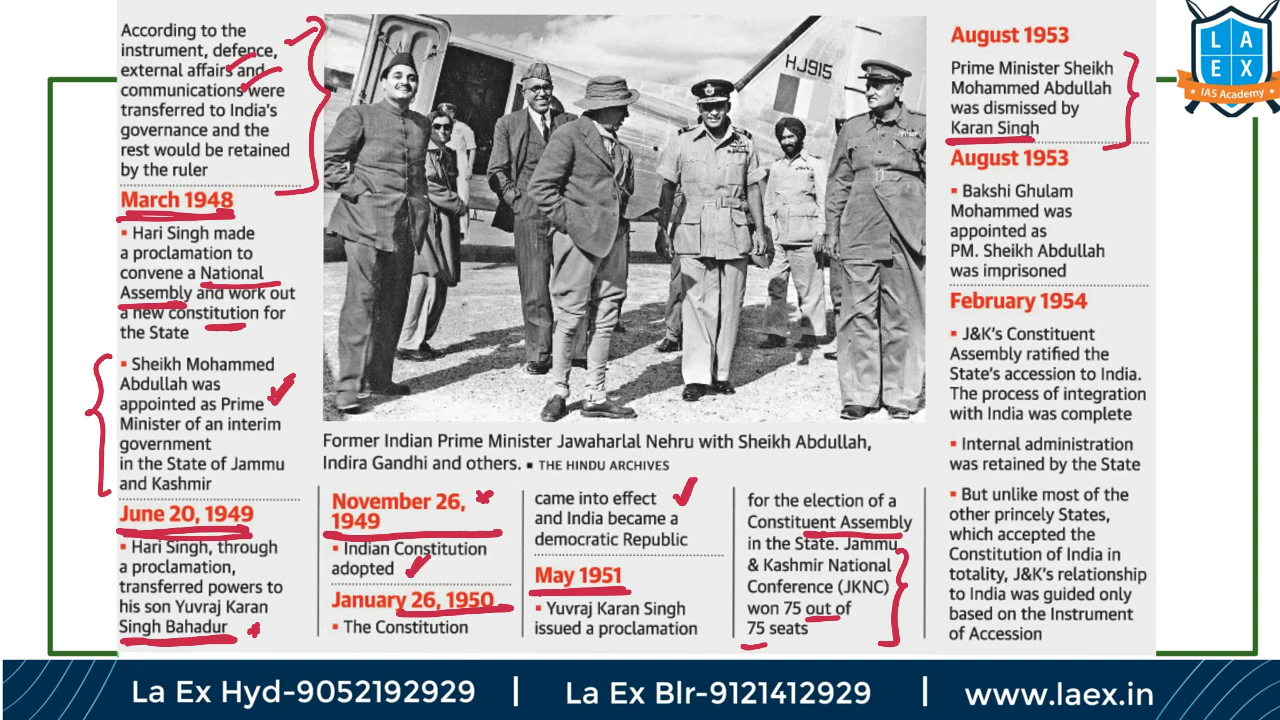 According to the
instrument, defence,
external affairs and
communications were
transferred to India's
governance and the
rest would be retained
by the ruler
March 1948
▪ Hari Singh made
a proclamation to
convene a National
Assembly and work out
a new constitution for
the State
▪ Sheikh Mohammed
Abdullah was
appointed as Prime
Minister of an interim
government
in the State of Jammu
and Kashmir
June 20, 1949
▪ Hari Singh, through
a proclamation,
transferred powers to
his son Yuvraj Karan
Singh Bahadur
HJ915
Former Indian Prime Minister Jawaharlal Nehru with Sheikh Abdullah,
Indira Gandhi and others. ▪ THE HINDU ARCHIVES
November 26,
1949
▪ Indian Constitution
adopted
January 26, 1950
▪ The Constitution
came into effect
and India became a
democratic Republic
May 1951
▪ Yuvraj Karan Singh
issued a proclamation
for the election of a
Constituent Assembly
in the State. Jammu
& Kashmir National
Conference (JKNC)
won 75 out of
75 seats
August 1953
Prime Minister Sheikh
Mohammed Abdullah
was dismissed by
Karan Singh
August 1953
▪ Bakshi Ghulam
Mohammed was
appointed as
PM. Sheikh Abdullah
was imprisoned
February 1954
▪ J&K's Constituent
Assembly ratified the
State's accession to India.
The process of integration
with India was complete
▪ Internal administration
was retained by the State
▪ But unlike most of the
other princely States,
which accepted the
Constitution of India in
totality, J&K's relationship
to India was guided only
based on the Instrument
of Accession
L A
E X
IAS Academy
La Ex Hyd-9052192929 | La Ex Blr-9121412929 | www.laex.in